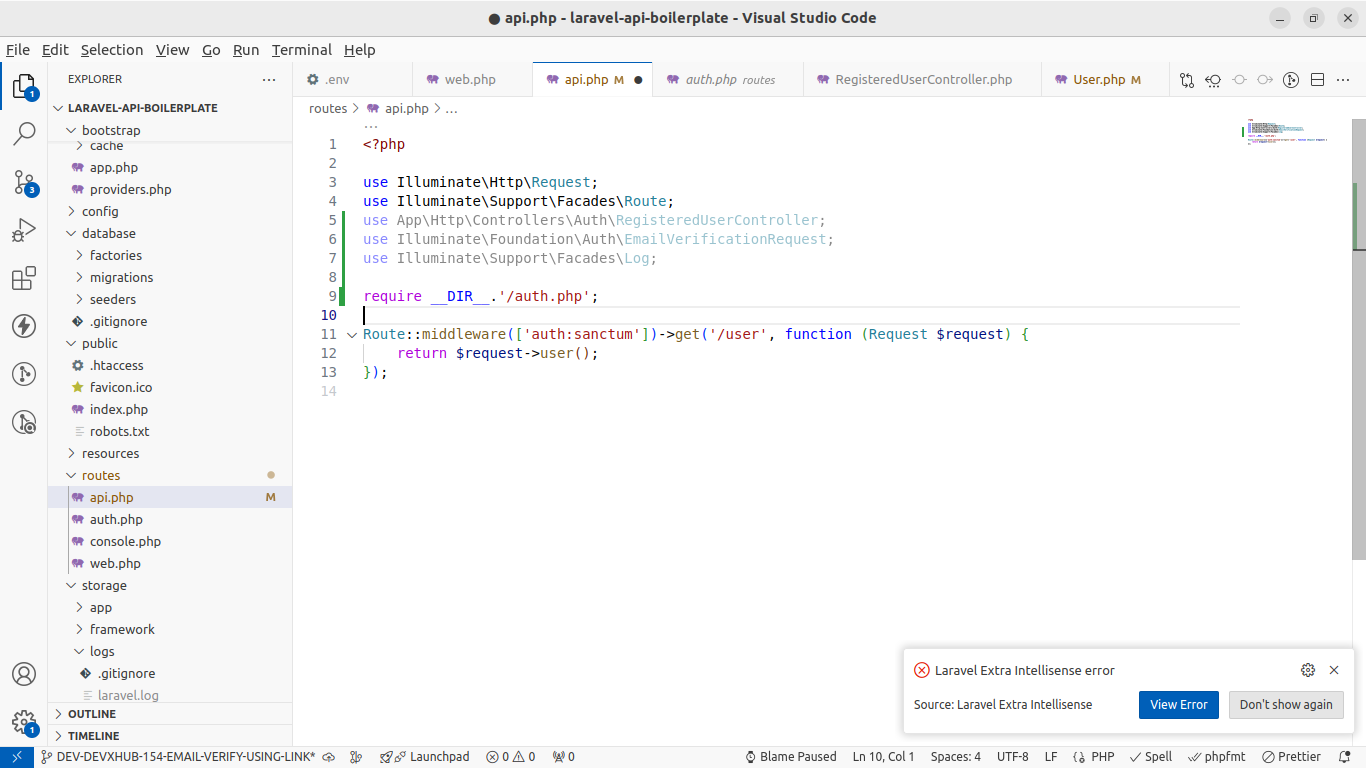 ● api.php - laravel-api-boilerplate - Visual Studio Code
File Edit Selection View Go Run Terminal Help
EXPLORER
LARAVEL-API-BOILERPLATE
bootstrap
cache
app.php
providers.php
config
database
factories
migrations
seeders
.gitignore
public
.htaccess
favicon.ico
index.php
robots.txt
resources
routes
api.php M
auth.php
console.php
web.php
storage
app
framework
logs
.gitignore
laravel.log
OUTLINE
TIMELINE
1
3
1
.env web.php api.php M ● auth.php routes RegisteredUserController.php User.php M
routes > api.php > ...
1 <?php
2
3 use Illuminate\Http\Request;
4 use Illuminate\Support\Facades\Route;
5 use App\Http\Controllers\Auth\RegisteredUserController;
6 use Illuminate\Foundation\Auth\EmailVerificationRequest;
7 use Illuminate\Support\Facades\Log;
8
9 require __DIR__.'/auth.php';
10
11 Route::middleware(['auth:sanctum'])->get('/user', function (Request $request) {
12     return $request->user();
13 });
14
Laravel Extra Intellisense error
Source: Laravel Extra Intellisense View Error Don't show again
DEV-DEVXHUB-154-EMAIL-VERIFY-USING-LINK* Launchpad 0 0 0 Blame Paused Ln 10, Col 1 Spaces: 4 UTF-8 LF {} PHP Spell phpfmt Prettier